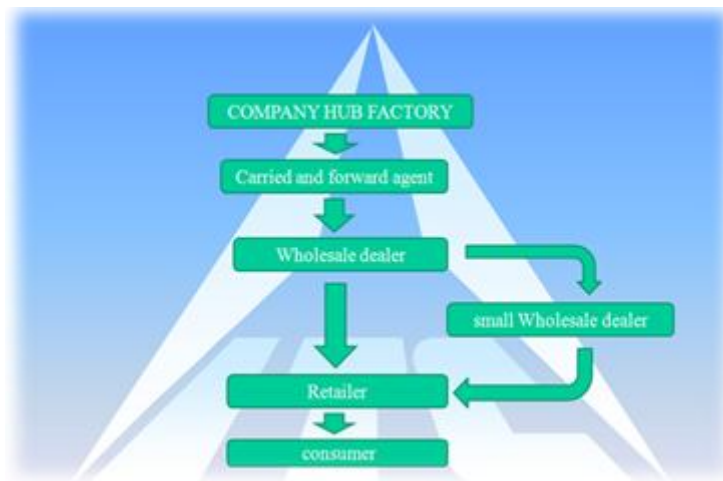 COMPANY HUB FACTORY
Carried and forward agent
Wholesale dealer
small Wholesale dealer
Retailer
consumer